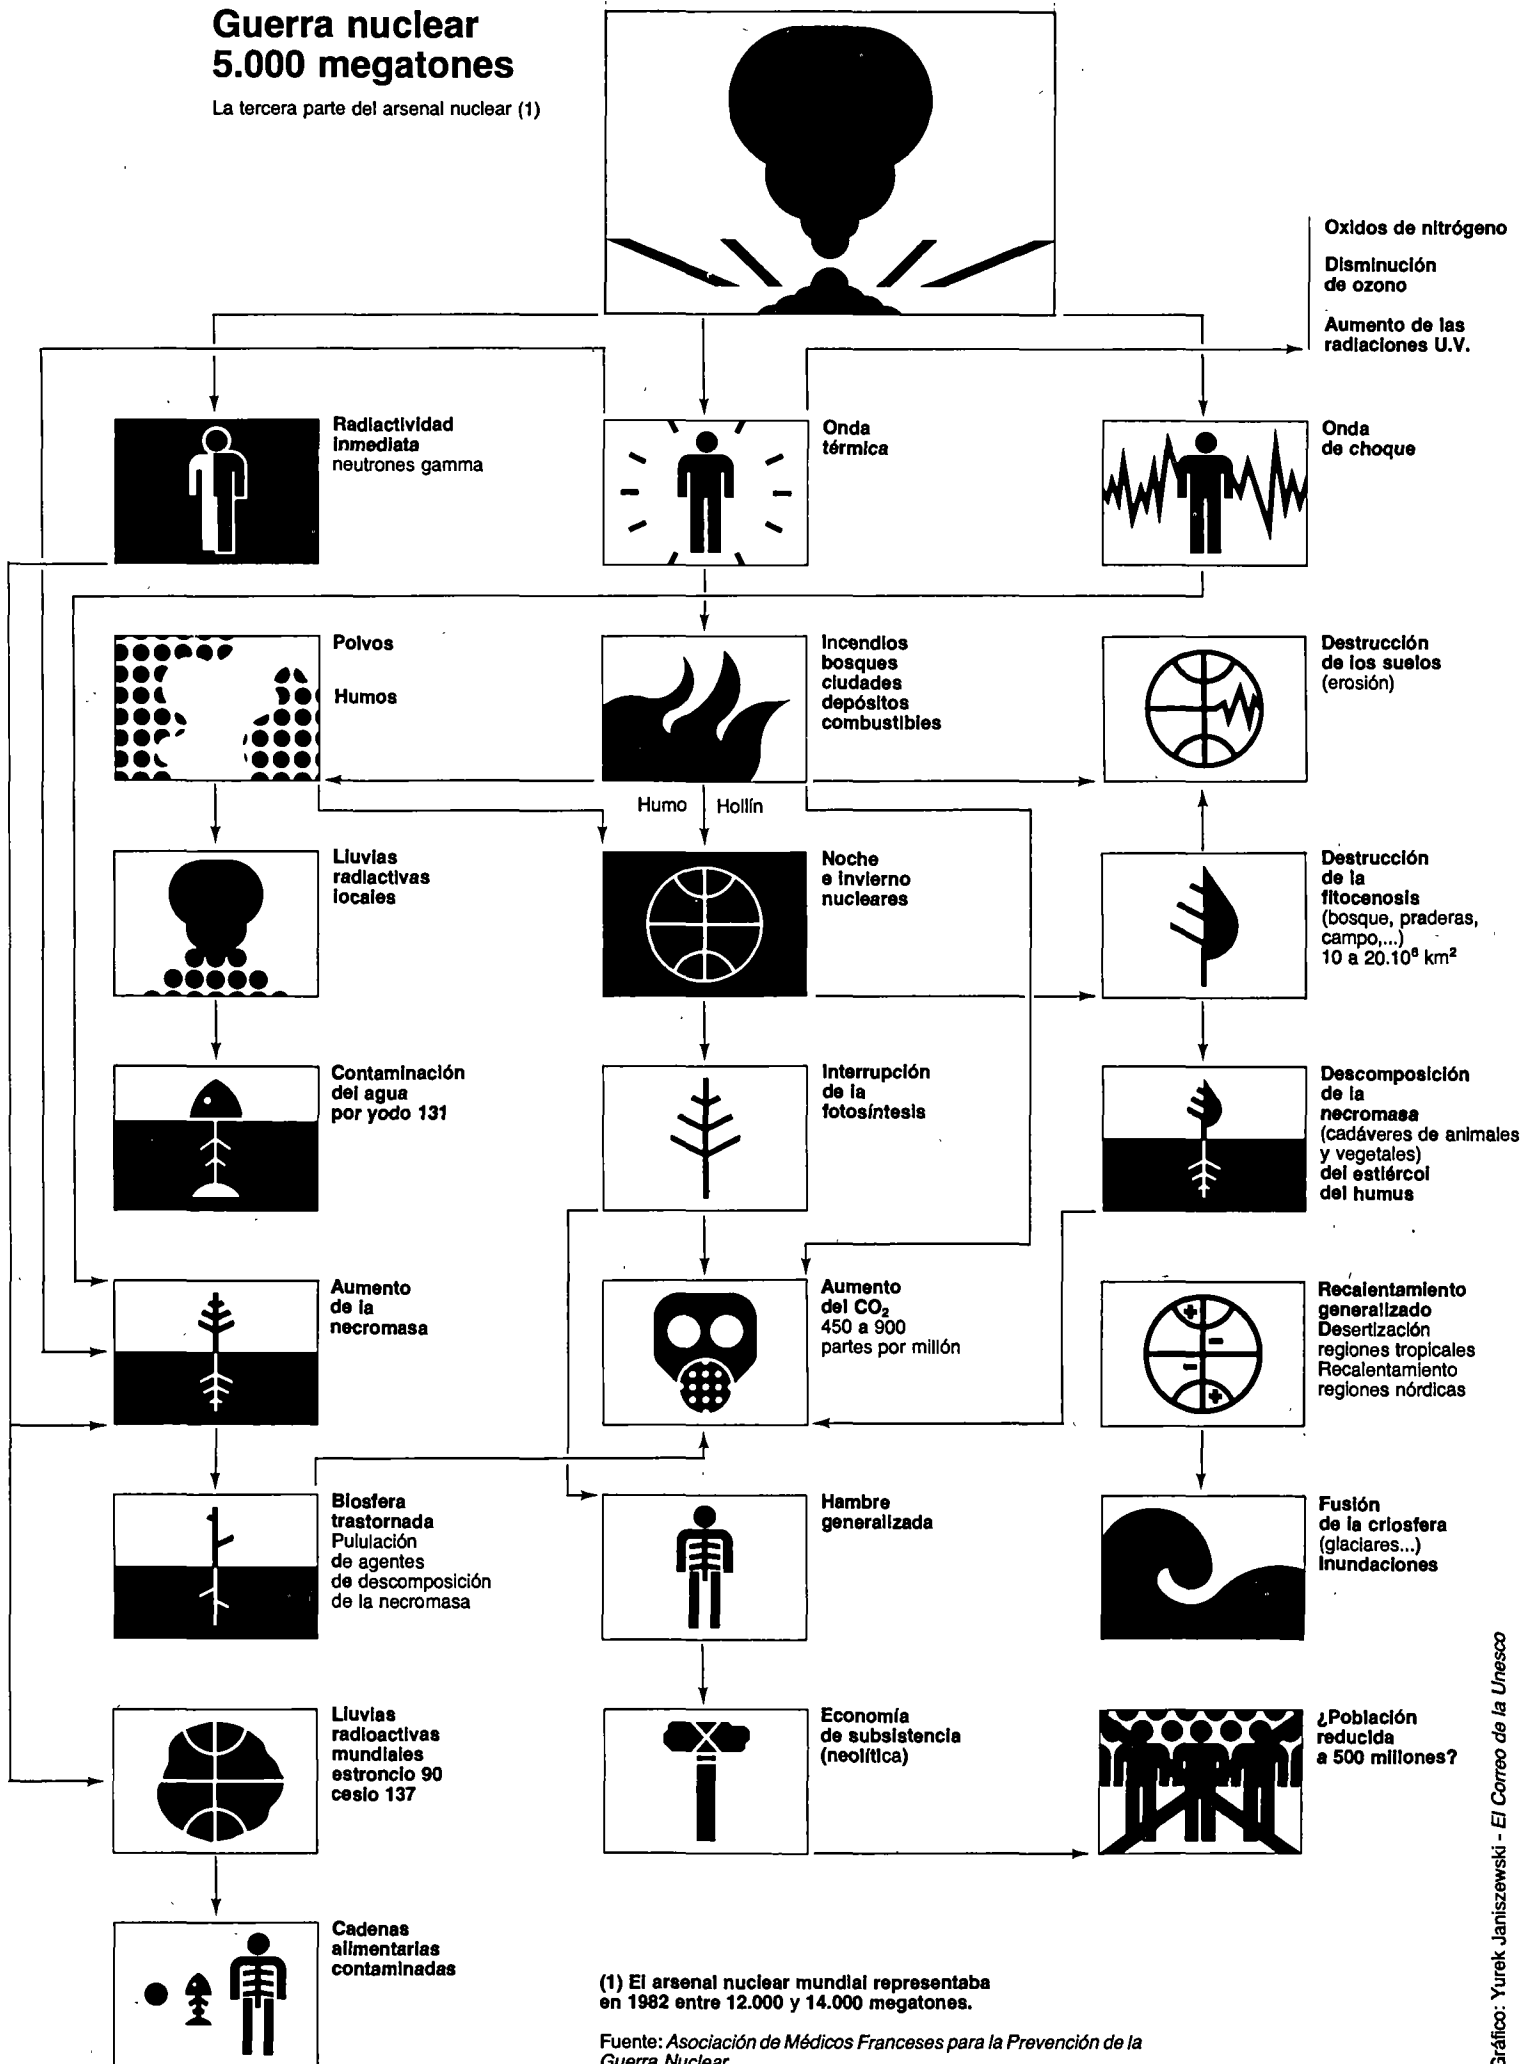 Guerra nuclear
5.000 megatones
La tercera parte del arsenal nuclear (1)
Oxidos de nitrógeno
Disminución
de ozono
Aumento de las
radiaciones U.V.
Radiactividad
inmediata
neutrones gamma
Onda
térmica
Onda
de choque
Polvos
Humos
Incendios
bosques
ciudades
depósitos
combustibles
Destrucción
de los suelos
(erosión)
Humo
Hollín
Lluvias
radiactivas
locales
Noche
e invierno
nucleares
Destrucción
de la
fitocenosis
(bosque, praderas,
campo,...)
10 a 20.10⁶ km²
Contaminación
del agua
por yodo 131
Interrupción
de la
fotosíntesis
Descomposición
de la
necromasa
(cadáveres de animales
y vegetales)
del estiércol
del humus
Aumento
de la
necromasa
Aumento
del CO₂
450 a 900
partes por millón
Recalentamiento
generalizado
Desertización
regiones tropicales
Recalentamiento
regiones nórdicas
Biosfera
trastornada
Pululación
de agentes
de descomposición
de la necromasa
Hambre
generalizada
Fusión
de la criosfera
(glaciares...)
Inundaciones
Lluvias
radioactivas
mundiales
estroncio 90
cesio 137
Economía
de subsistencia
(neolítica)
¿Población
reducida
a 500 millones?
Cadenas
alimentarias
contaminadas
(1) El arsenal nuclear mundial representaba
en 1982 entre 12.000 y 14.000 megatones.
Fuente: Asociación de Médicos Franceses para la Prevención de la
Guerra Nuclear
Gráfico: Yurek Janiszewski - El Correo de la Unesco